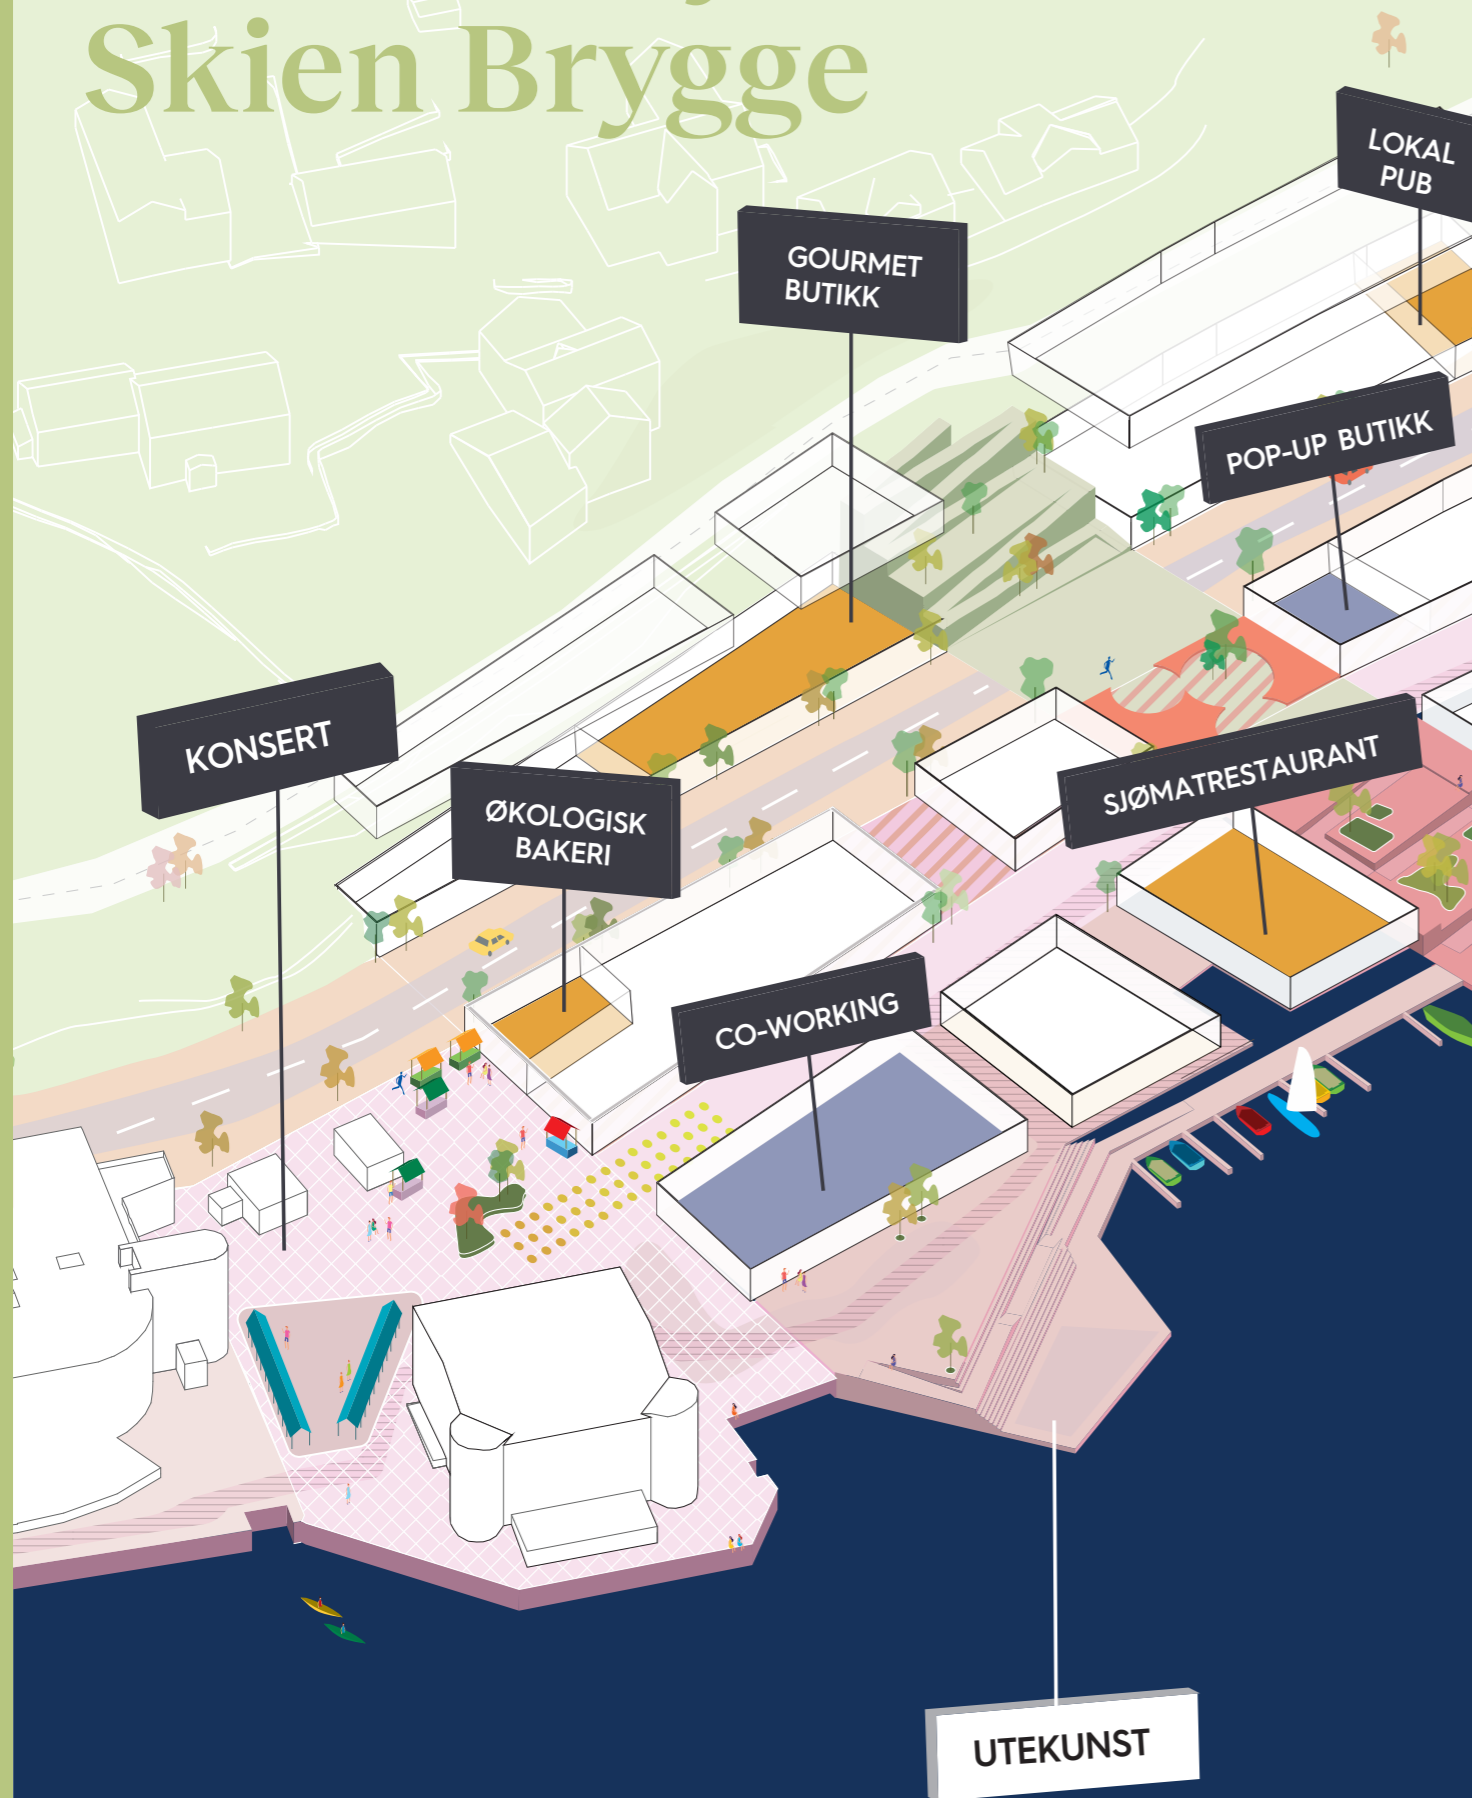 Skien Brygge
LOKAL
PUB
GOURMET
BUTIKK
POP-UP BUTIKK
KONSERT
SJØMATRESTAURANT
ØKOLOGISK
BAKERI
CO-WORKING
UTEKUNST